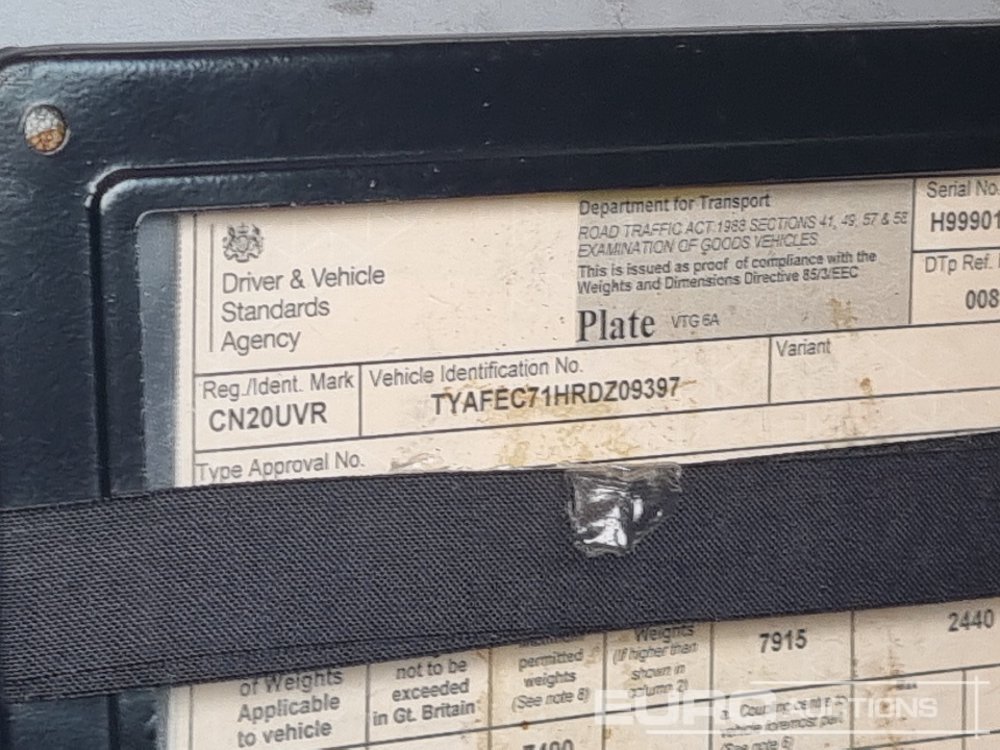 Driver & Vehicle
Standards
Agency
Department for Transport
ROAD TRAFFIC ACT 1988 SECTIONS 41, 49, 57 & 58
EXAMINATION OF GOODS VEHICLES
This is issued as proof of compliance with the
Weights and Dimensions Directive 85/3/EEC
Plate VTG 6A
Serial No.
H99901
DTp Ref.
008
Reg./Ident. Mark
CN20UVR
Vehicle Identification No.
TYAFEC71HRDZ09397
Variant
Type Approval No.
of Weights
Applicable
to vehicle
not to be
exceeded
in Gt. Britain
permitted
weights
(See note 8)
Weights
(If higher than
shown in
column 2)
7915
2440
EURO AUCTIONS